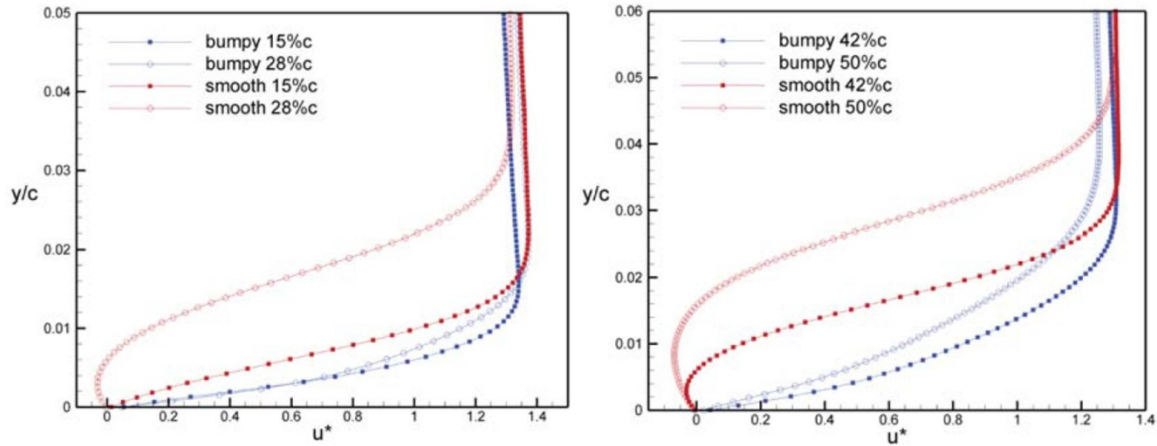 0.05
bumpy 15%c
bumpy 28%c
0.04
smooth 15%c
smooth 28%c
0.03
y/c
0.02
0.01
0
0 0.2 0.4 0.6 0.8 1 1.2 1.4
u*
0.06
bumpy 42%c
bumpy 50%c
0.05
smooth 42%c
smooth 50%c
0.04
y/c
0.03
0.02
0.01
0
0 0.2 0.4 0.6 0.8 1 1.2 1.4
u*